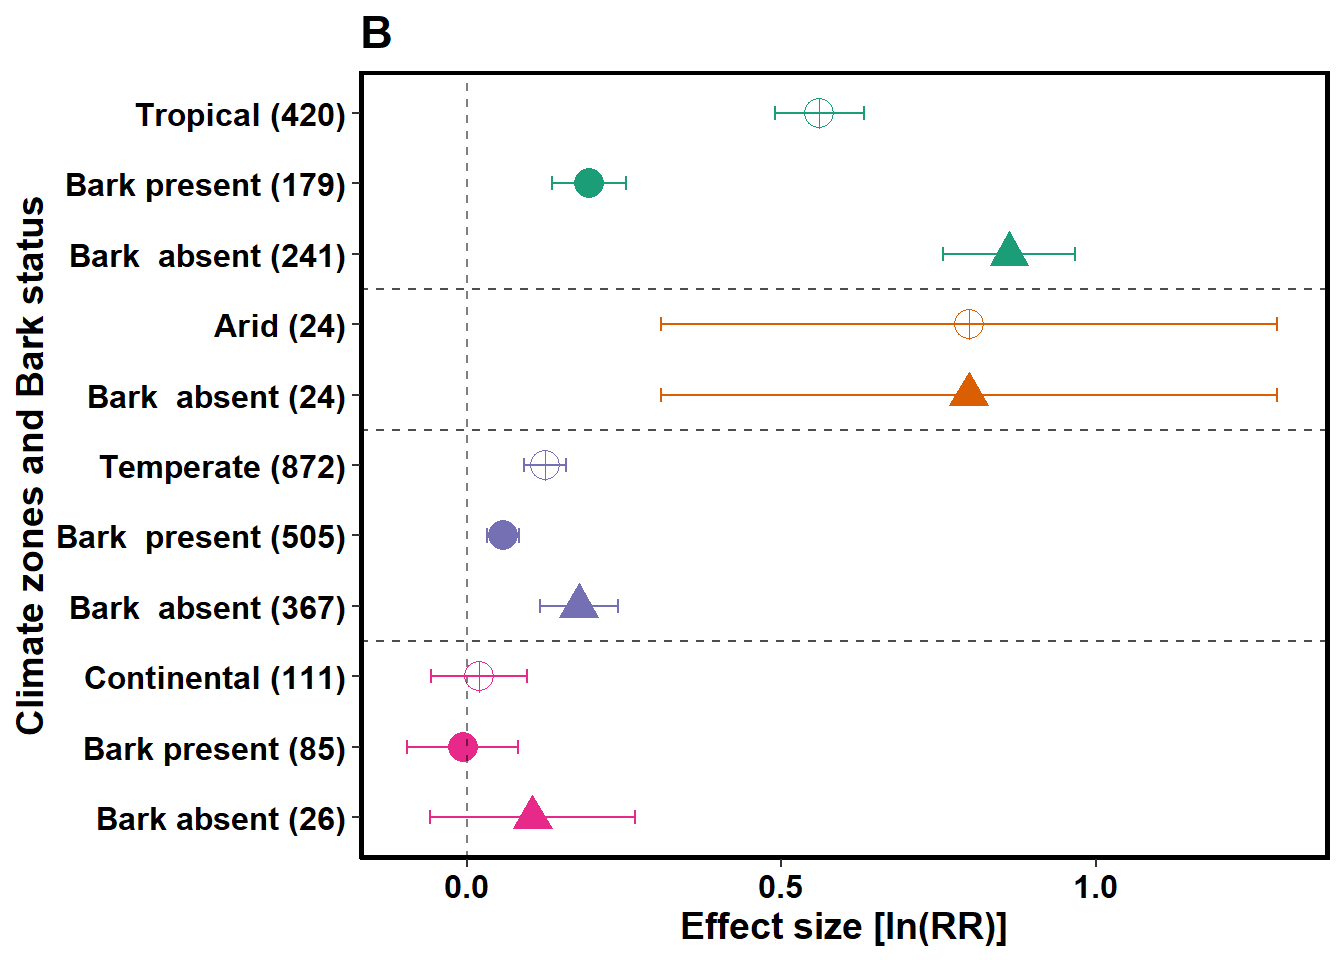 B
Climate zones and Bark status
Tropical (420)
Bark present (179)
Bark  absent (241)
Arid (24)
Bark  absent (24)
Temperate (872)
Bark  present (505)
Bark  absent (367)
Continental (111)
Bark present (85)
Bark absent (26)
0.0 0.5 1.0
Effect size [ln(RR)]